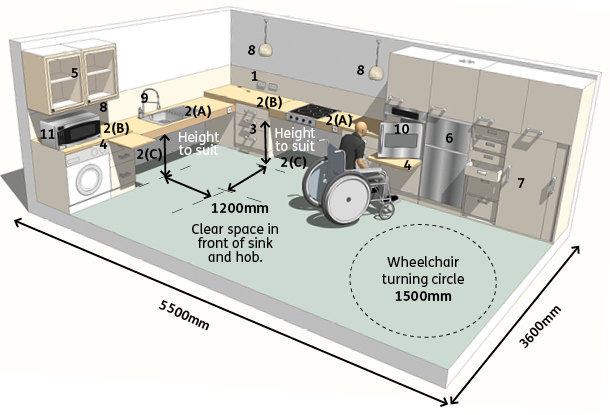 8
8
5
1
9
2(A)
2(B)
8
11
2(B)
3
2(A)
10
6
4
Height
to suit
Height
to suit
2(C)
2(C)
4
7
1200mm
Clear space in
front of sink
and hob.
Wheelchair
turning circle
1500mm
5500mm
3600mm